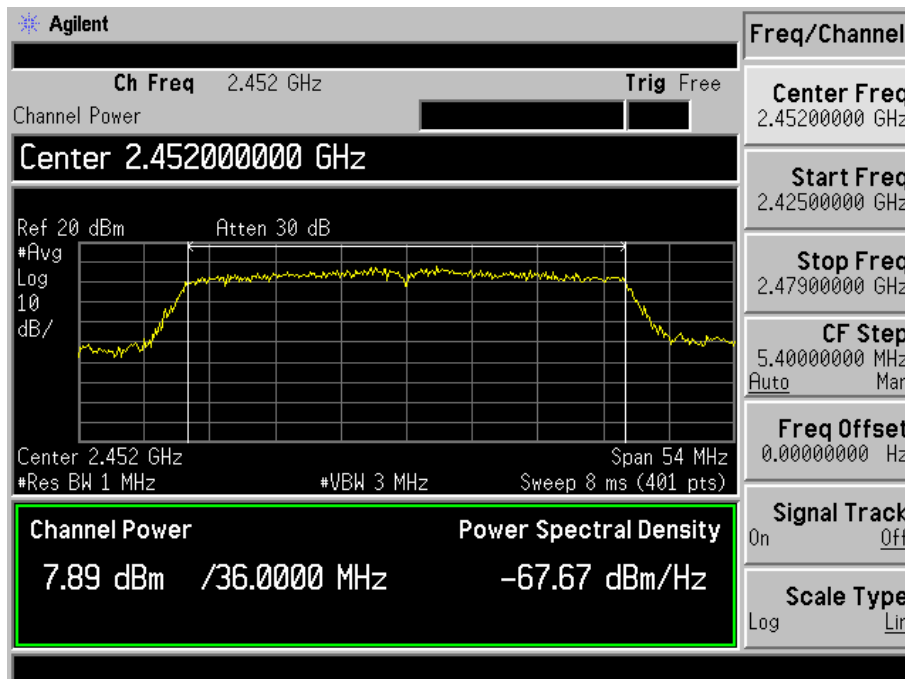 Agilent
Ch Freq 2.452 GHz Trig Free
Channel Power
Center 2.452000000 GHz
Ref 20 dBm Atten 30 dB
#Avg
Log
10
dB/
Center 2.452 GHz Span 54 MHz
#Res BW 1 MHz #VBW 3 MHz Sweep 8 ms (401 pts)
Channel Power Power Spectral Density
7.89 dBm /36.0000 MHz -67.67 dBm/Hz
Freq/Channel
Center Freq
2.45200000 GHz
Start Freq
2.42500000 GHz
Stop Freq
2.47900000 GHz
CF Step
5.40000000 MHz
Auto Man
Freq Offset
0.00000000 Hz
Signal Track
On Off
Scale Type
Log Lin